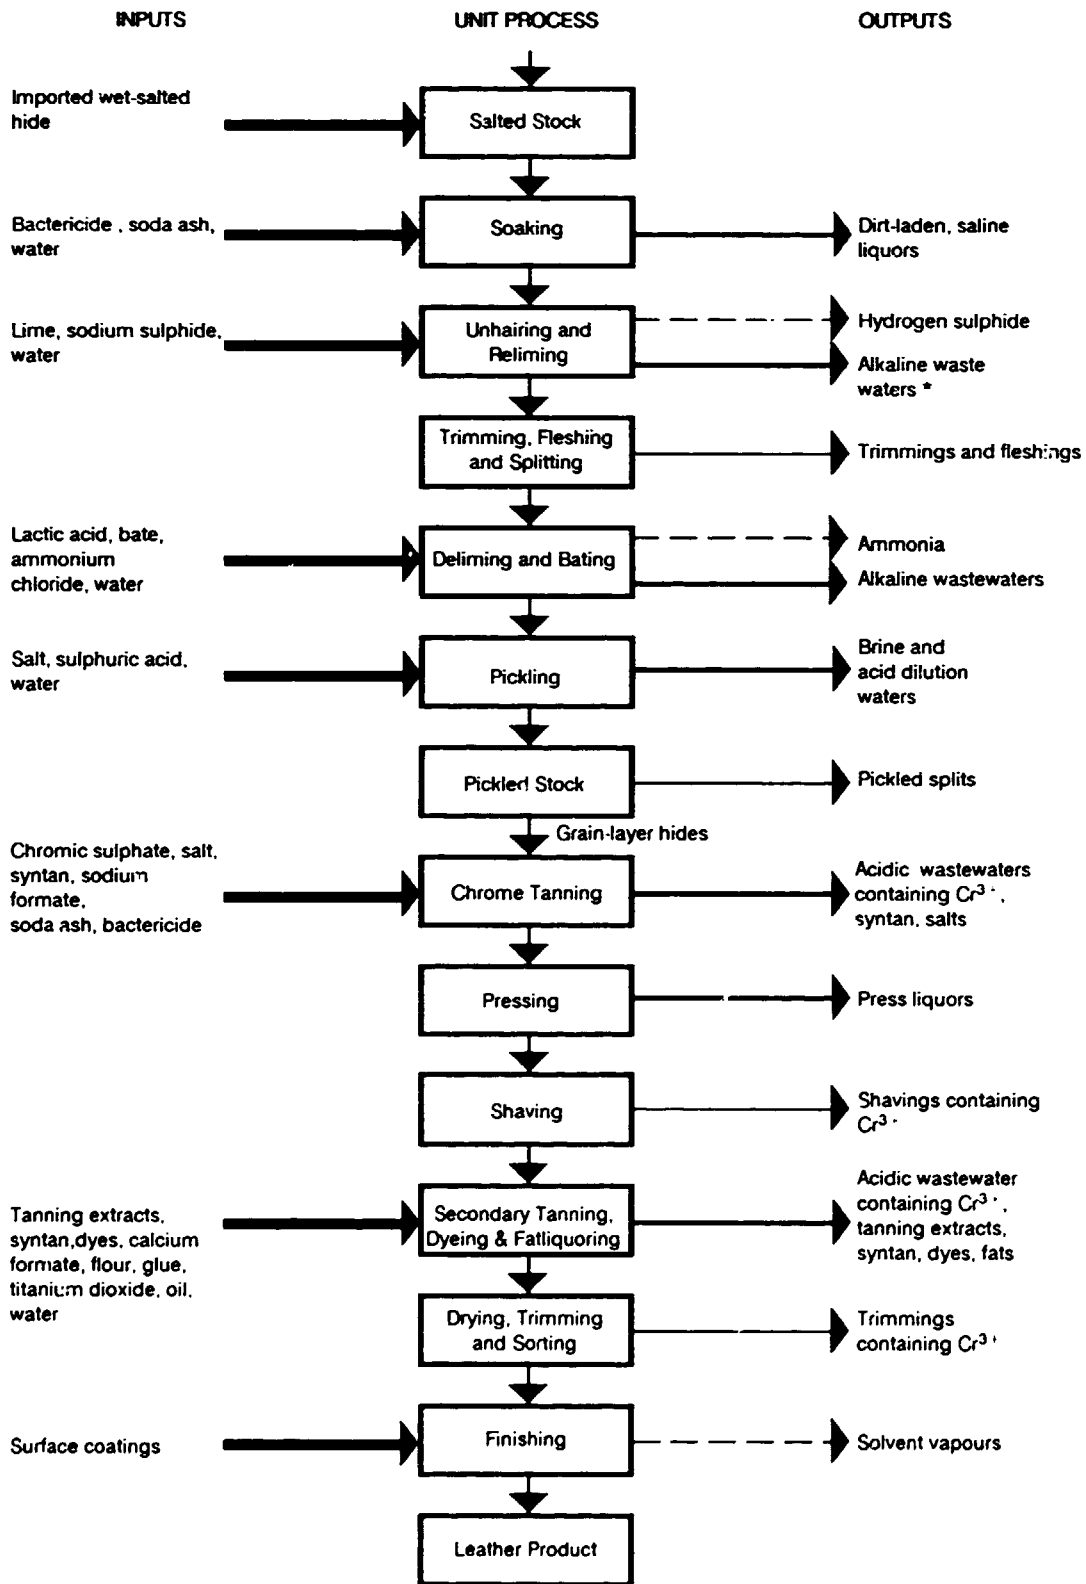 INPUTS
UNIT PROCESS
OUTPUTS
Imported wet-salted
hide
Salted Stock
Bactericide , soda ash,
water
Soaking
Dirt-laden, saline
liquors
Lime, sodium sulphide,
water
Unhairing and
Reliming
Hydrogen sulphide
Alkaline waste
waters *
Trimming, Fleshing
and Splitting
Trimmings and fleshings
Lactic acid, bate,
ammonium
chloride, water
Deliming and Bating
Ammonia
Alkaline wastewaters
Salt, sulphuric acid,
water
Pickling
Brine and
acid dilution
waters
Pickled Stock
Pickled splits
Grain-layer hides
Chromic sulphate, salt,
syntan, sodium
formate,
soda ash, bactericide
Chrome Tanning
Acidic wastewaters
containing Cr³⁺,
syntan, salts
Pressing
Press liquors
Shaving
Shavings containing
Cr³⁺
Tanning extracts,
syntan,dyes, calcium
formate, flour, glue,
titanium dioxide, oil,
water
Secondary Tanning,
Dyeing & Fatliquoring
Acidic wastewater
containing Cr³⁺,
tanning extracts,
syntan, dyes, fats
Drying, Trimming
and Sorting
Trimmings
containing Cr³⁺
Surface coatings
Finishing
Solvent vapours
Leather Product